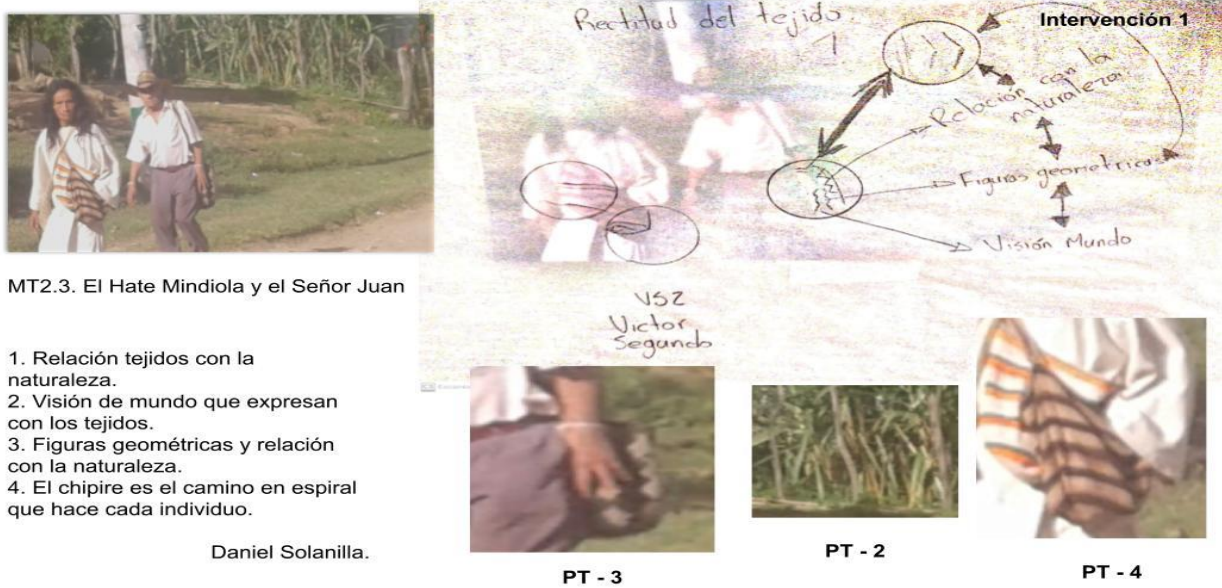 Rectitud del tejido.
1
Intervención 1
Relación con la
naturaleza
Figuras geometricas
Visión Mundo
VS2
Victor
Segundo
MT2.3. El Hate Mindiola y el Señor Juan
1. Relación tejidos con la
naturaleza.
2. Visión de mundo que expresan
con los tejidos.
3. Figuras geométricas y relación
con la naturaleza.
4. El chipire es el camino en espiral
que hace cada individuo.
Daniel Solanilla.
PT - 3
PT - 2
PT - 4